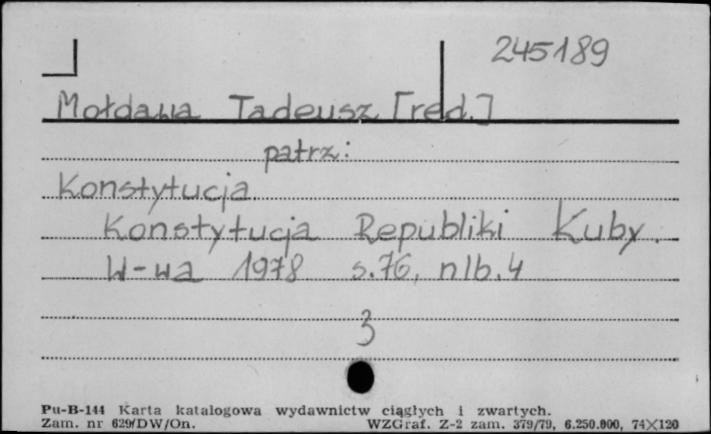 245189
Mołdawa Tadeusz [red.]
patrz:
Konstytucja
Konstytucja Republiki Kuby.
W-wa 1978 s.76, nlb.4
3
Pu-B-144 Karta katalogowa wydawnictw ciągłych i zwartych.
Zam. nr 629/DW/On. WZGraf. Z-2 zam. 379/79, 6.250.000, 74X120